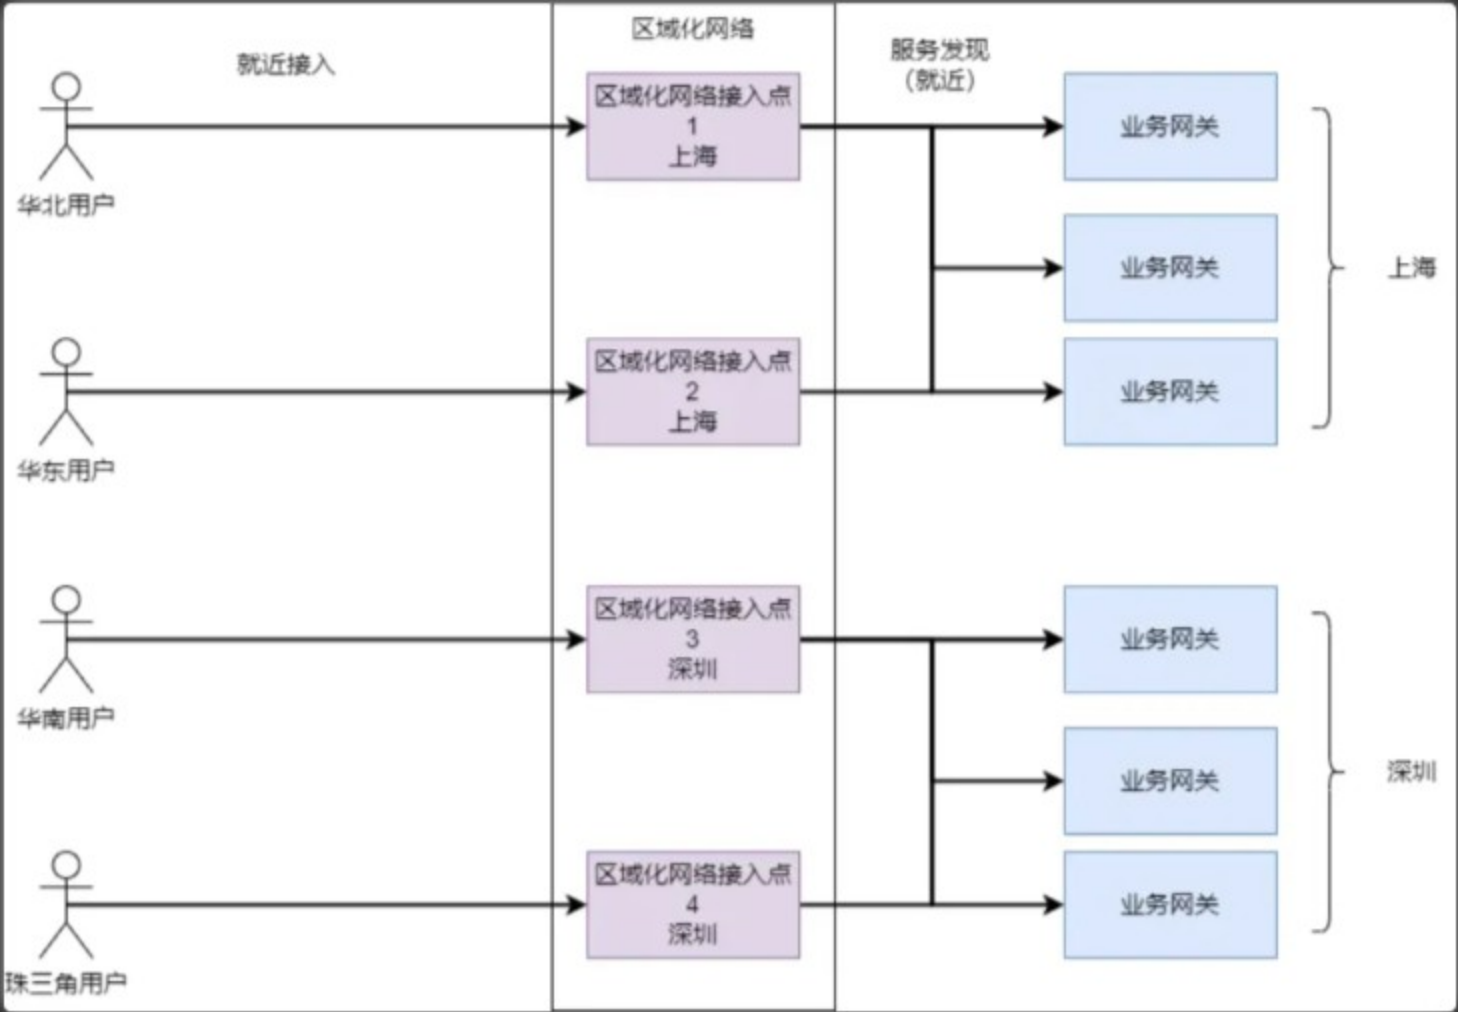 区域化网络
就近接入
服务发现
（就近）
区域化网络接入点
1
上海
业务网关
华北用户
业务网关
上海
区域化网络接入点
2
上海
业务网关
华东用户
区域化网络接入点
3
深圳
业务网关
华南用户
业务网关
深圳
区域化网络接入点
4
深圳
业务网关
珠三角用户